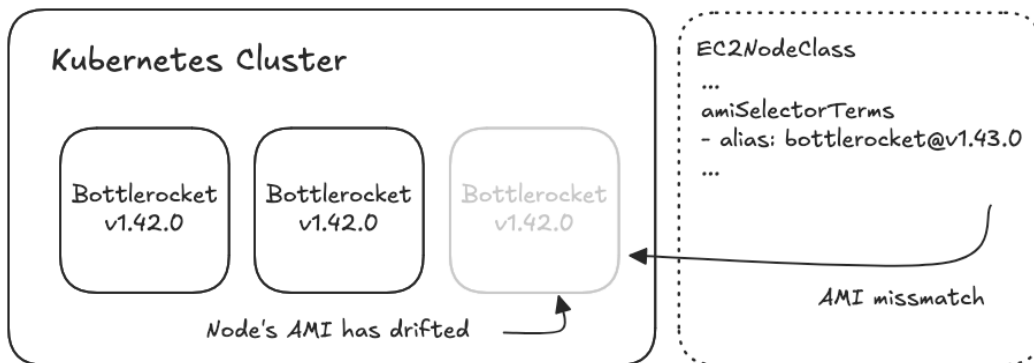 Kubernetes Cluster
Bottlerocket
v1.42.0
Bottlerocket
v1.42.0
Bottlerocket
v1.42.0
Node's AMI has drifted
EC2NodeClass
...
amiSelectorTerms
- alias: bottlerocket@v1.43.0
...
AMI missmatch